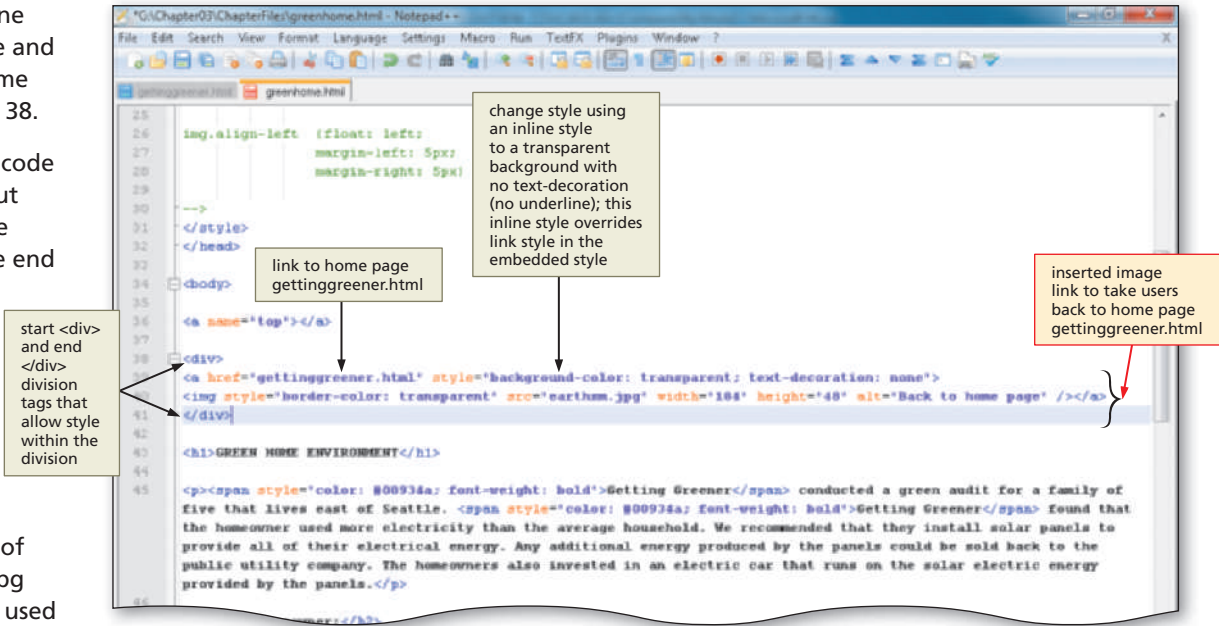 ne
e and
me
38.
code
ut
e
e end
of
og
used
*G:\Chapter03\ChapterFiles\greenhome.html - Notepad++
File Edit Search View Format Language Settings Macro Run TextFX Plugins Window ?
X
gettinggreener.html greenhome.html
25
26 img.align-left {float: left;
27 margin-left: 5px;
28 margin-right: 5px}
29
30 -->
31 </style>
32 </head>
33
34 <body>
35
36 <a name="top"></a>
37
38 <div>
39 <a href="gettinggreener.html" style="background-color: transparent; text-decoration: none">
40 <img style="border-color: transparent" src="earthsm.jpg" width="184" height="48" alt="Back to home page" /></a>
41 </div>
42
43 <h1>GREEN HOME ENVIRONMENT</h1>
44
45 <p><span style="color: #00934a; font-weight: bold">Getting Greener</span> conducted a green audit for a family of
five that lives east of Seattle. <span style="color: #00934a; font-weight: bold">Getting Greener</span> found that
the homeowner used more electricity than the average household. We recommended that they install solar panels to
provide all of their electrical energy. Any additional energy produced by the panels could be sold back to the
public utility company. The homeowners also invested in an electric car that runs on the solar electric energy
provided by the panels.</p>
46
change style using
an inline style
to a transparent
background with
no text-decoration
(no underline); this
inline style overrides
link style in the
embedded style
link to home page
gettinggreener.html
inserted image
link to take users
back to home page
gettinggreener.html
start <div>
and end
</div>
division
tags that
allow style
within the
division